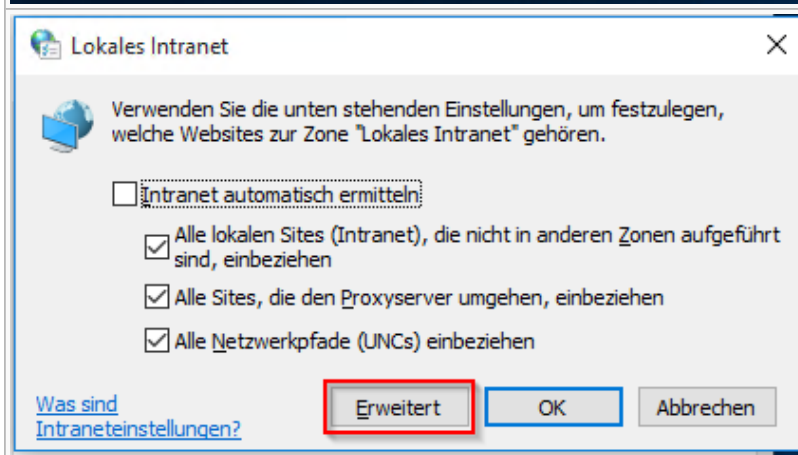 Lokales Intranet
Verwenden Sie die unten stehenden Einstellungen, um festzulegen,
welche Websites zur Zone "Lokales Intranet" gehören.
Intranet automatisch ermitteln
Alle lokalen Sites (Intranet), die nicht in anderen Zonen aufgeführt
sind, einbeziehen
Alle Sites, die den Proxyserver umgehen, einbeziehen
Alle Netzwerkpfade (UNCs) einbeziehen
Was sind
Intraneteinstellungen?
Erweitert
OK
Abbrechen